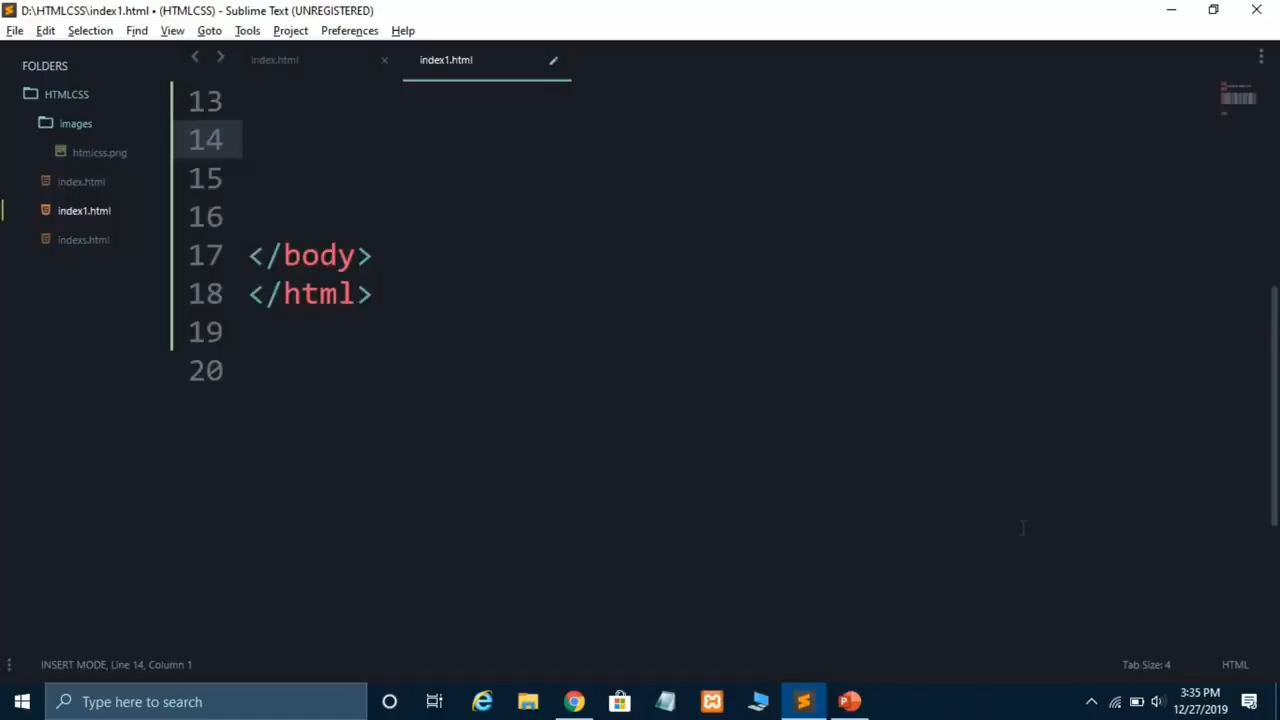 D:\HTMLCSS\index1.html • (HTMLCSS) - Sublime Text (UNREGISTERED)
File Edit Selection Find View Goto Tools Project Preferences Help
FOLDERS
HTMLCSS
images
htmlcss.png
index.html
index1.html
indexs.html
index.html
index1.html
13
14
15
16
17 </body>
18 </html>
19
20
INSERT MODE, Line 14, Column 1
Tab Size: 4
HTML
Type here to search
3:35 PM
12/27/2019